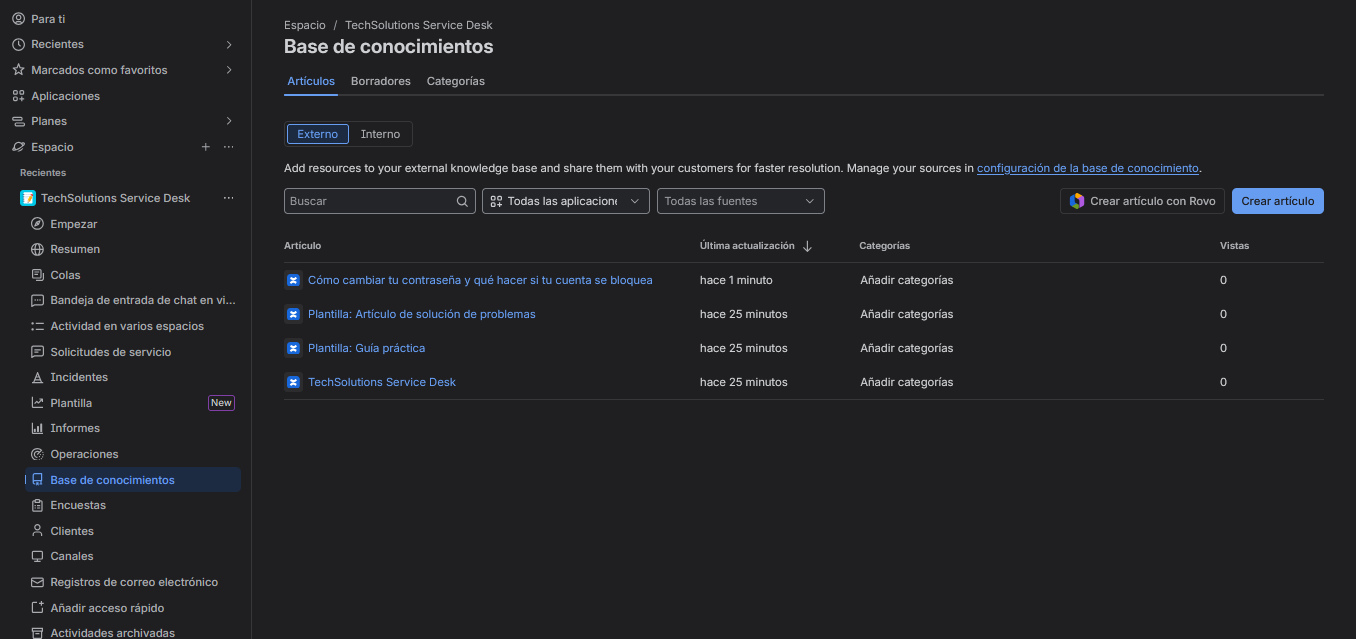 Para ti
Recientes
Marcados como favoritos
Aplicaciones
Planes
Espacio
Recientes
TechSolutions Service Desk
Empezar
Resumen
Colas
Bandeja de entrada de chat en vi...
Actividad en varios espacios
Solicitudes de servicio
Incidentes
Plantilla New
Informes
Operaciones
Base de conocimientos
Encuestas
Clientes
Canales
Registros de correo electrónico
Añadir acceso rápido
Actividades archivadas
Espacio / TechSolutions Service Desk
Base de conocimientos
Artículos Borradores Categorías
Externo Interno
Add resources to your external knowledge base and share them with your customers for faster resolution. Manage your sources in configuración de la base de conocimiento.
Buscar Todas las aplicacione Todas las fuentes Crear artículo con Rovo Crear artículo
Artículo Última actualización Categorías Vistas
Cómo cambiar tu contraseña y qué hacer si tu cuenta se bloquea hace 1 minuto Añadir categorías 0
Plantilla: Artículo de solución de problemas hace 25 minutos Añadir categorías 0
Plantilla: Guía práctica hace 25 minutos Añadir categorías 0
TechSolutions Service Desk hace 25 minutos Añadir categorías 0